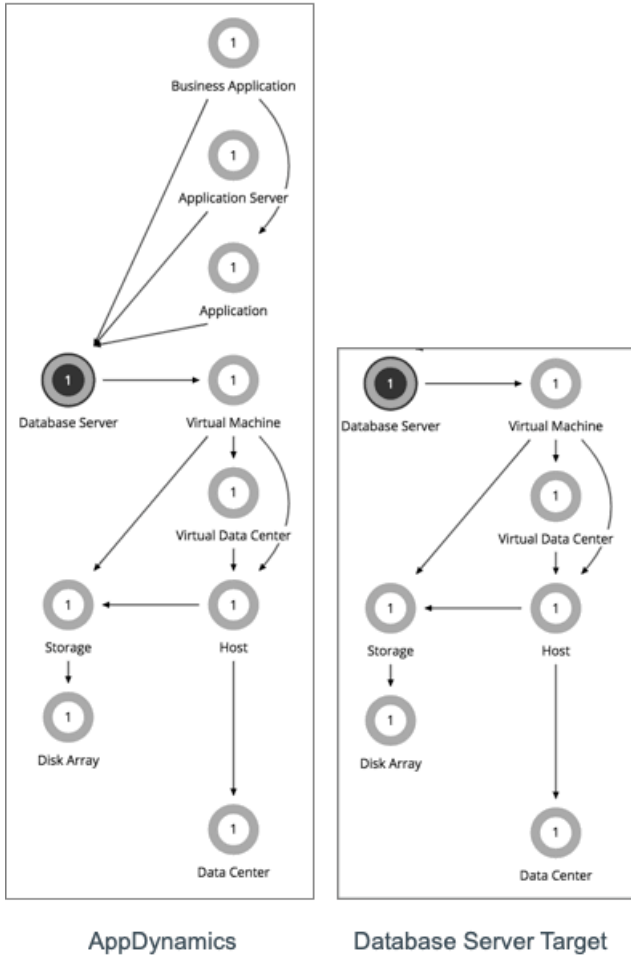 1
Business Application
1
Application Server
1
Application
1
Database Server
1
Virtual Machine
1
Virtual Data Center
1
Storage
1
Host
1
Disk Array
1
Data Center
AppDynamics
1
Database Server
1
Virtual Machine
1
Virtual Data Center
1
Storage
1
Host
1
Disk Array
1
Data Center
Database Server Target